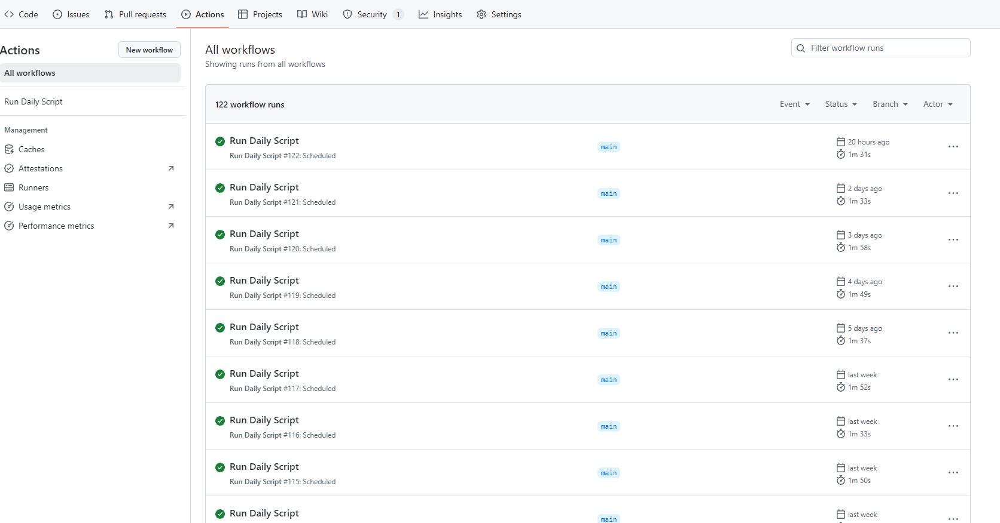 Code Issues Pull requests Actions Projects Wiki Security 1 Insights Settings
Actions New workflow
All workflows
Run Daily Script
Management
Caches
Attestations
Runners
Usage metrics
Performance metrics
All workflows
Showing runs from all workflows
Filter workflow runs
122 workflow runs Event Status Branch Actor
Run Daily Script
Run Daily Script #122: Scheduled
main
20 hours ago
1m 31s
Run Daily Script
Run Daily Script #121: Scheduled
main
2 days ago
1m 33s
Run Daily Script
Run Daily Script #120: Scheduled
main
3 days ago
1m 58s
Run Daily Script
Run Daily Script #119: Scheduled
main
4 days ago
1m 49s
Run Daily Script
Run Daily Script #118: Scheduled
main
5 days ago
1m 37s
Run Daily Script
Run Daily Script #117: Scheduled
main
last week
1m 52s
Run Daily Script
Run Daily Script #116: Scheduled
main
last week
1m 33s
Run Daily Script
Run Daily Script #115: Scheduled
main
last week
1m 50s
Run Daily Script
main
last week